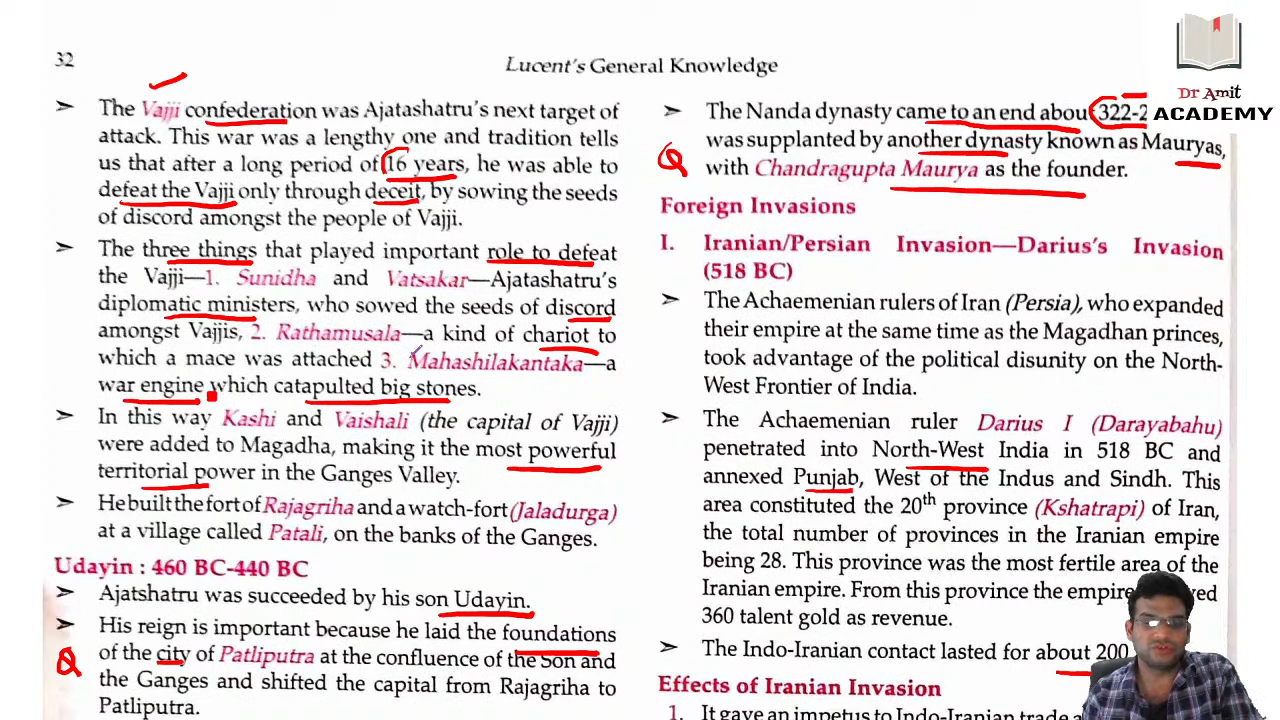 32
Lucent's General Knowledge
➤ The Vajji confederation was Ajatashatru's next target of
attack. This war was a lengthy one and tradition tells
us that after a long period of 16 years, he was able to
defeat the Vajji only through deceit, by sowing the seeds
of discord amongst the people of Vajji.
➤ The three things that played important role to defeat
the Vajji—1. Sunidha and Vatsakar—Ajatashatru's
diplomatic ministers, who sowed the seeds of discord
amongst Vajjis, 2. Rathamusala—a kind of chariot to
which a mace was attached 3. Mahashilakantaka—a
war engine which catapulted big stones.
➤ In this way Kashi and Vaishali (the capital of Vajji)
were added to Magadha, making it the most powerful
territorial power in the Ganges Valley.
➤ He built the fort of Rajagriha and a watch-fort (Jaladurga)
at a village called Patali, on the banks of the Ganges.
Udayin : 460 BC-440 BC
➤ Ajatshatru was succeeded by his son Udayin.
➤ His reign is important because he laid the foundations
Q of the city of Patliputra at the confluence of the Son and
the Ganges and shifted the capital from Rajagriha to
Patliputra.
➤ The Nanda dynasty came to an end about 322-2
was supplanted by another dynasty known as Mauryas,
Q with Chandragupta Maurya as the founder.
Foreign Invasions
I. Iranian/Persian Invasion—Darius's Invasion
(518 BC)
➤ The Achaemenian rulers of Iran (Persia), who expanded
their empire at the same time as the Magadhan princes,
took advantage of the political disunity on the North-
West Frontier of India.
➤ The Achaemenian ruler Darius I (Darayabahu)
penetrated into North-West India in 518 BC and
annexed Punjab, West of the Indus and Sindh. This
area constituted the 20th province (Kshatrapi) of Iran,
the total number of provinces in the Iranian empire
being 28. This province was the most fertile area of the
Iranian empire. From this province the empire
360 talent gold as revenue.
➤ The Indo-Iranian contact lasted for about 200
Effects of Iranian Invasion
1. It gave an impetus to Indo-Iranian trade
Dr Amit
ACADEMY